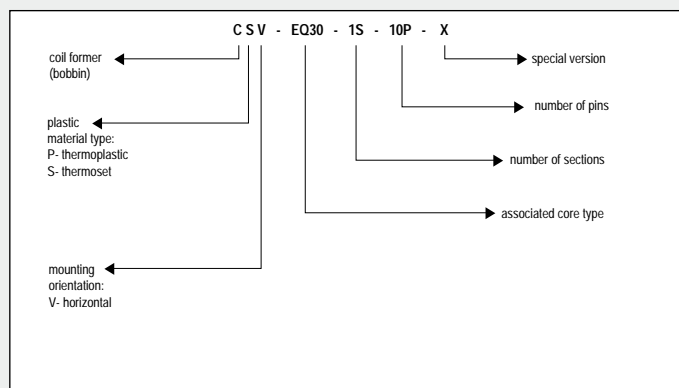 C S V - EQ30 - 1S - 10P - X
coil former
(bobbin)
special version
number of pins
plastic
material type:
P- thermoplastic
S- thermoset
number of sections
associated core type
mounting
orientation:
V- horizontal